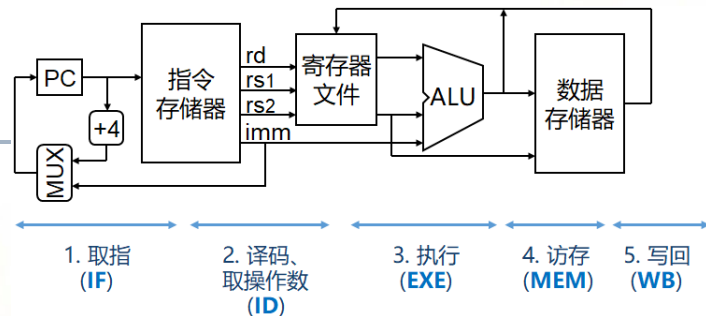 PC
+4
MUX
指令
存储器
rd
rs1
rs2
imm
寄存器
文件
ALU
数据
存储器
1. 取指
(IF)
2. 译码、
取操作数
(ID)
3. 执行
(EXE)
4. 访存
(MEM)
5. 写回
(WB)